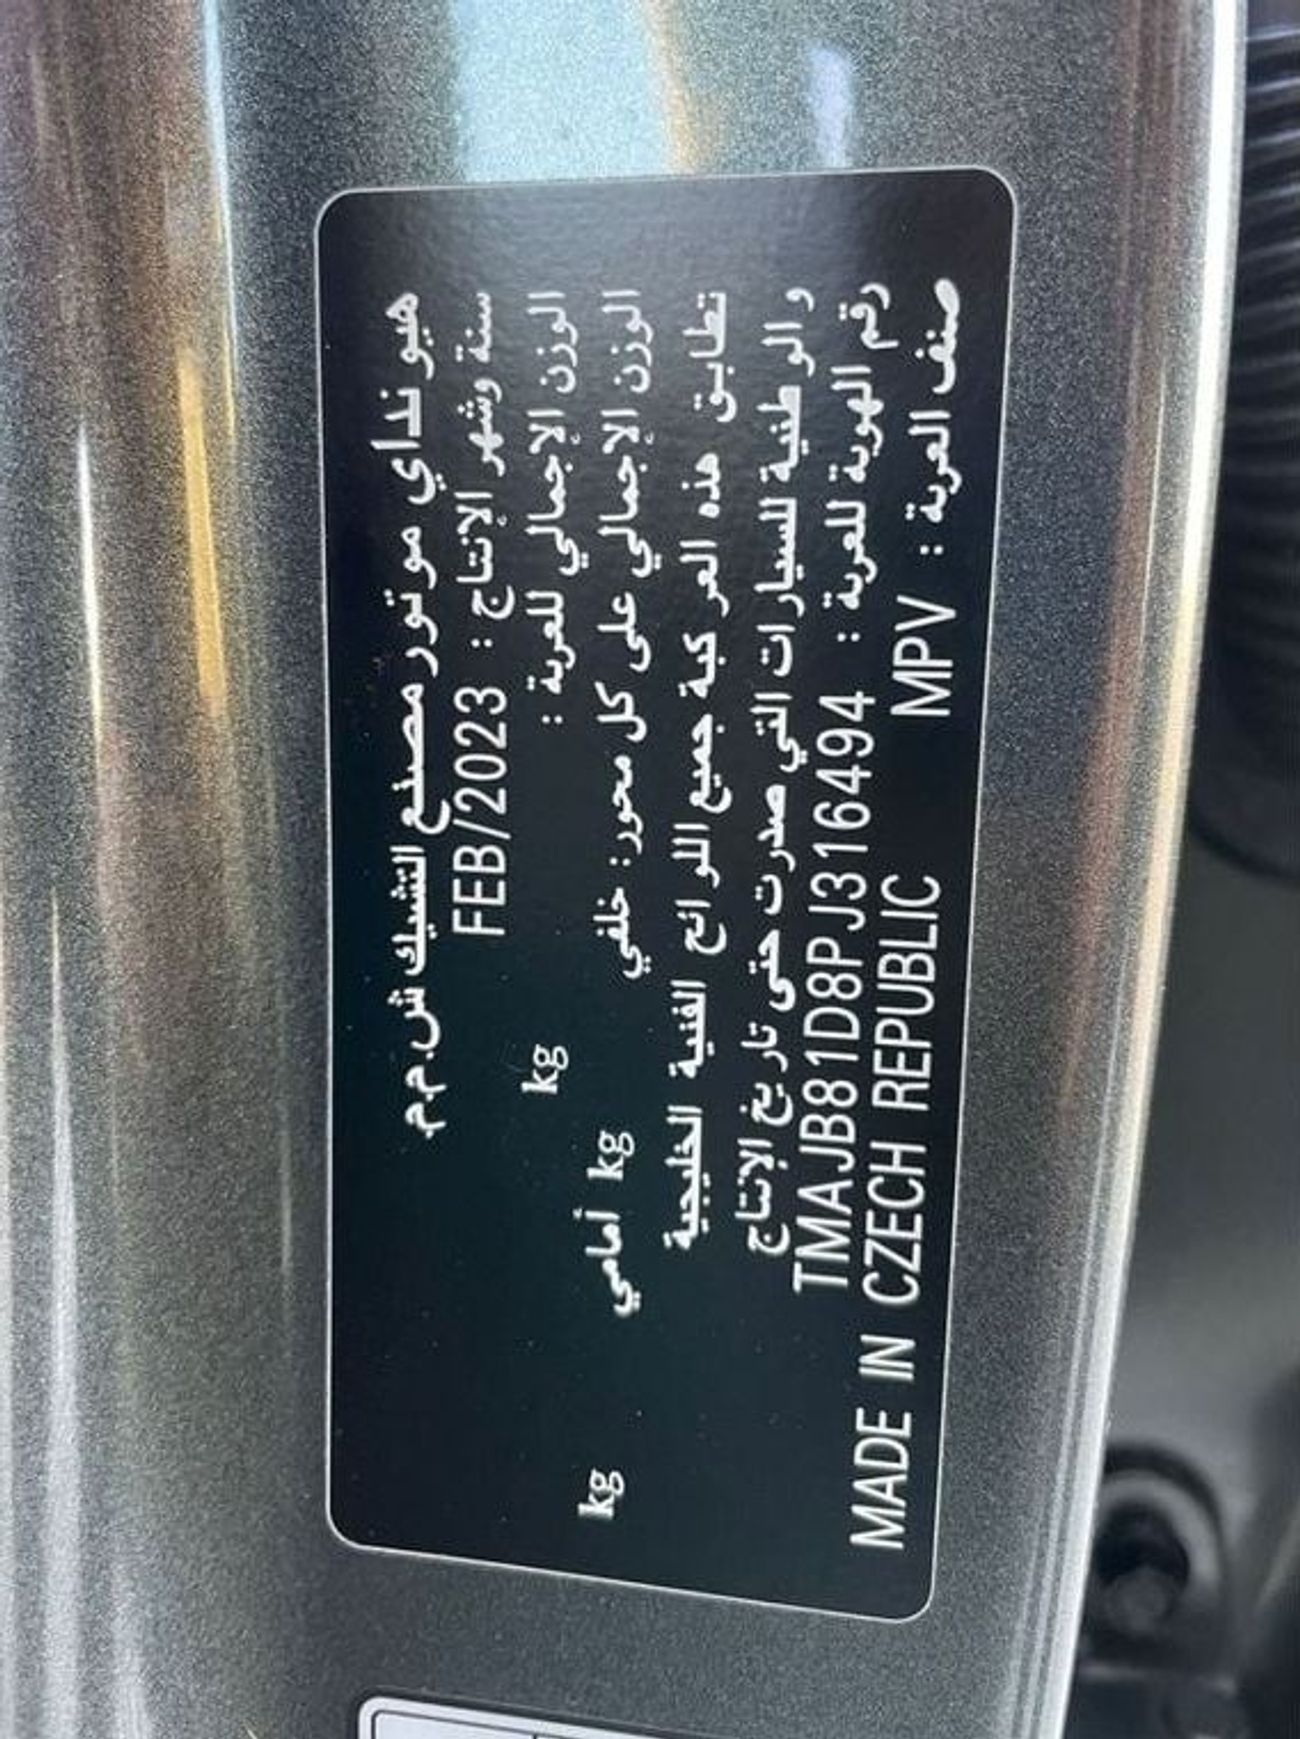 هيونداي موتور مصنع التشيك ش.م.م
سنة وشهر الإنتاج : FEB/2023
الوزن الإجمالي للعربة : kg
الوزن الإجمالي على كل محور: خلفي kg أمامي kg
تطابق هذه المركبة جميع اللوائح الفنية الخليجية
والوطنية للسيارات التي صدرت حتى تاريخ الإنتاج
رقم الهوية للعربة : TMAJB81D8PJ316494
صنف العربة : MPV MADE IN CZECH REPUBLIC